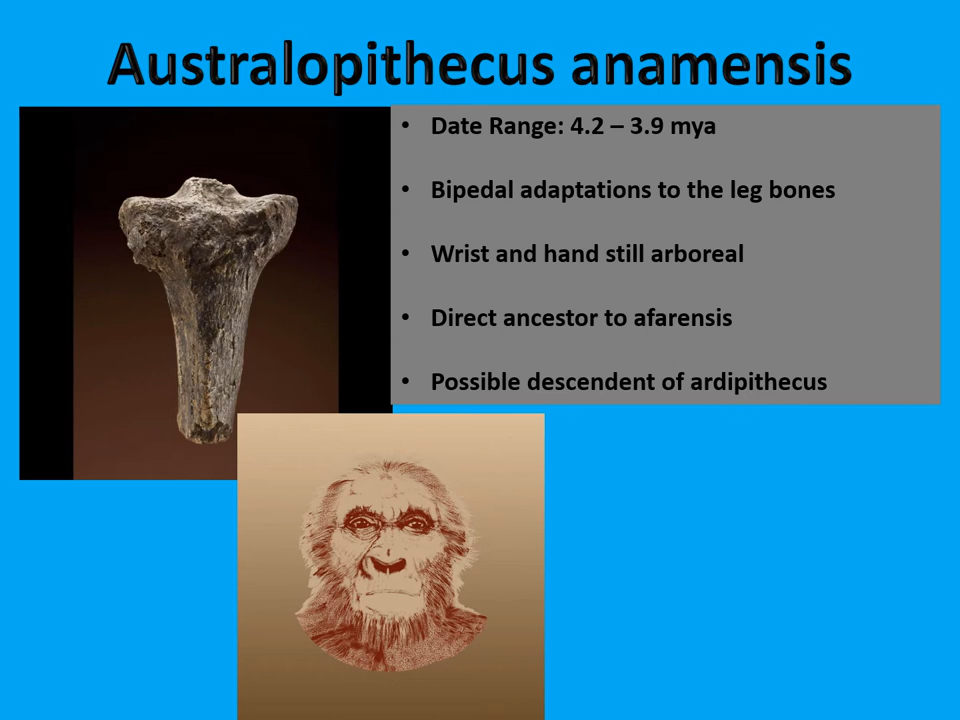 Australopithecus anamensis
• Date Range: 4.2 – 3.9 mya
• Bipedal adaptations to the leg bones
• Wrist and hand still arboreal
• Direct ancestor to afarensis
• Possible descendent of ardipithecus